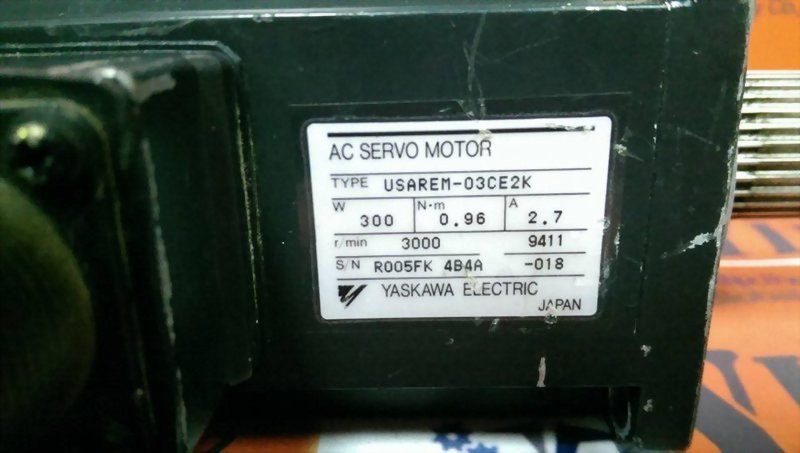 AC SERVO MOTOR
TYPE USAREM-03CE2K
W 300 N·m 0.96 A 2.7
r/min 3000 9411
S/N R005FK 4B4A -018
YASKAWA ELECTRIC
JAPAN